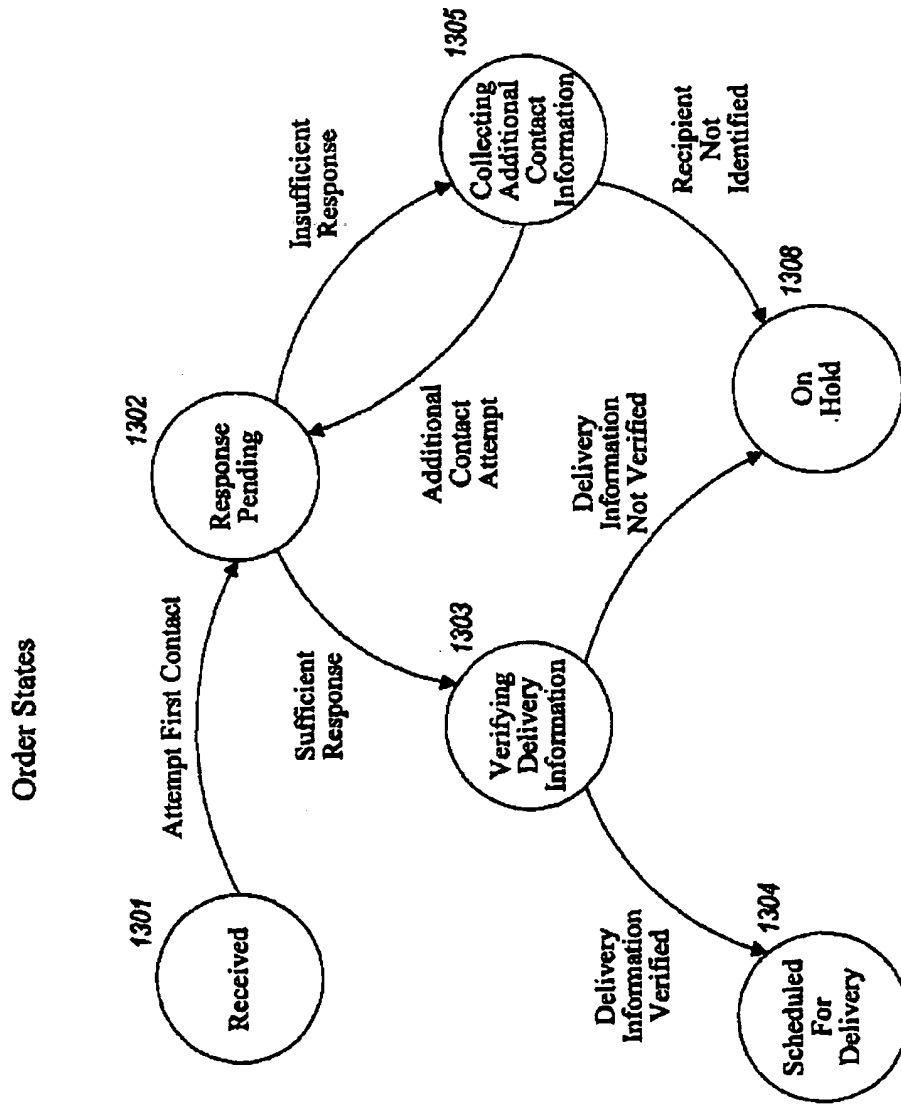 Order States
1301
Received
Attempt First Contact
1302
Response
Pending
Insufficient
Response
1305
Collecting
Additional
Contact
Information
Sufficient
Response
Additional
Contact
Attempt
1303
Verifying
Delivery
Information
Delivery
Information
Not Verified
Recipient
Not
Identified
Delivery
Information
Verified
1304
Scheduled
For
Delivery
1308
On
Hold